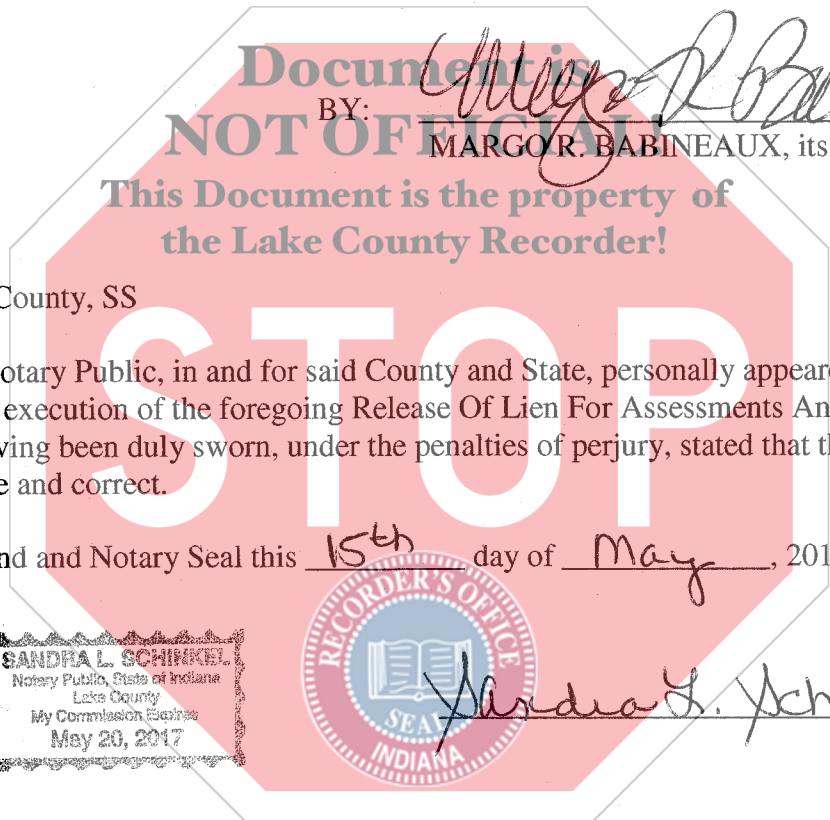 Document is
BY:
NOT OFFICIAL!
MARGO R. BABINEAUX, its
This Document is the property of
the Lake County Recorder!
County, SS
otary Public, in and for said County and State, personally appeare
execution of the foregoing Release Of Lien For Assessments An
ving been duly sworn, under the penalties of perjury, stated that th
e and correct.
STOP
nd and Notary Seal this 15th day of May, 201
RECORDER'S OFFICE
SEAL
INDIANA
SANDRA L. SCHINKEL
Notary Public, State of Indiana
Lake County
My Commission Expires
May 20, 2017
Sandra L. Sch